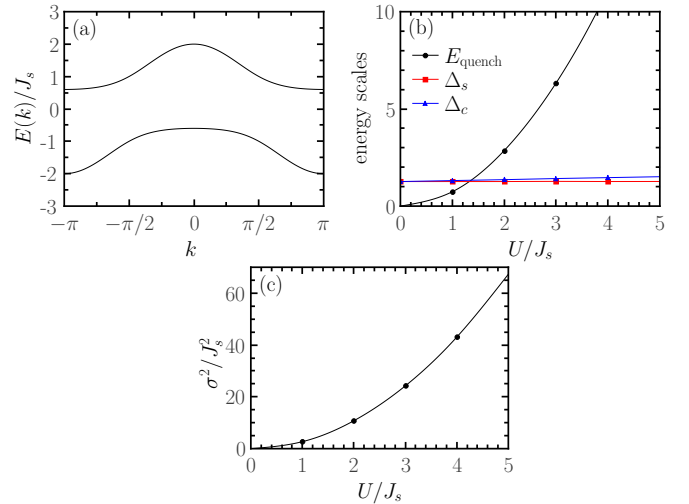 (a)
E(k)/J_s
3
2
1
0
-1
-2
-3
-π
-π/2
0
π/2
π
k
(b)
energy scales
10
5
0
E_quench
Δ_s
Δ_c
0
1
2
3
4
5
U/J_s
(c)
σ²/J_s²
60
40
20
0
0
1
2
3
4
5
U/J_s